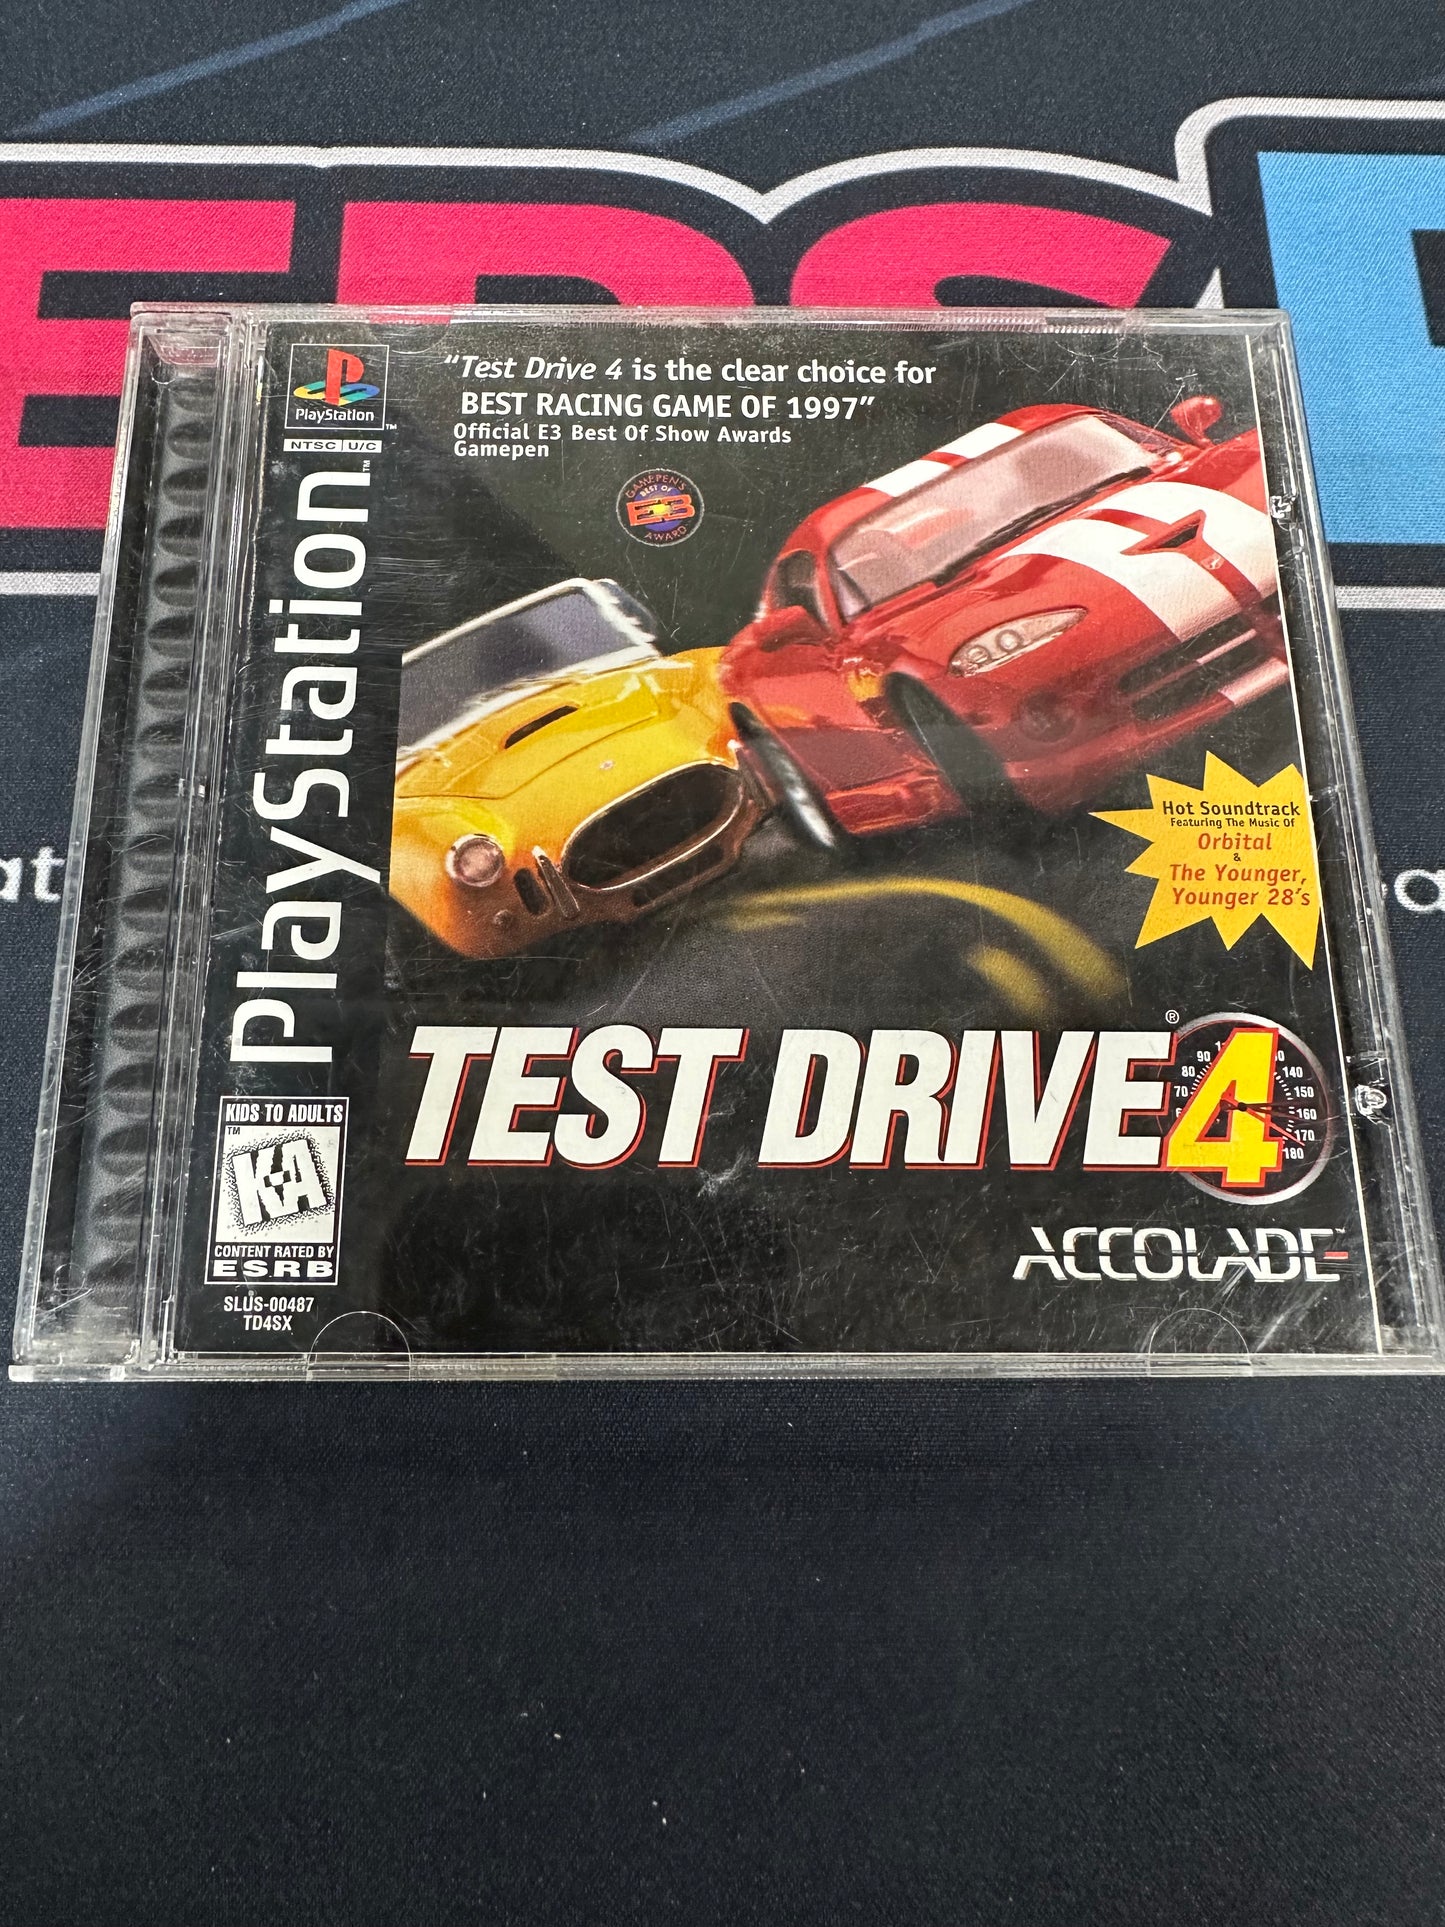 PlayStation
NTSC U/C
PlayStation™
"Test Drive 4 is the clear choice for
BEST RACING GAME OF 1997"
Official E3 Best Of Show Awards
Gamepen
GAMEPEN'S
BEST OF
E3
AWARD
Hot Soundtrack
Featuring The Music Of
Orbital
&
The Younger,
Younger 28's
TEST DRIVE® 4
70
80
90
140
150
160
170
180
ACCOLADE™
KIDS TO ADULTS
™
K-A
CONTENT RATED BY
ESRB
SLUS-00487
TD4SX